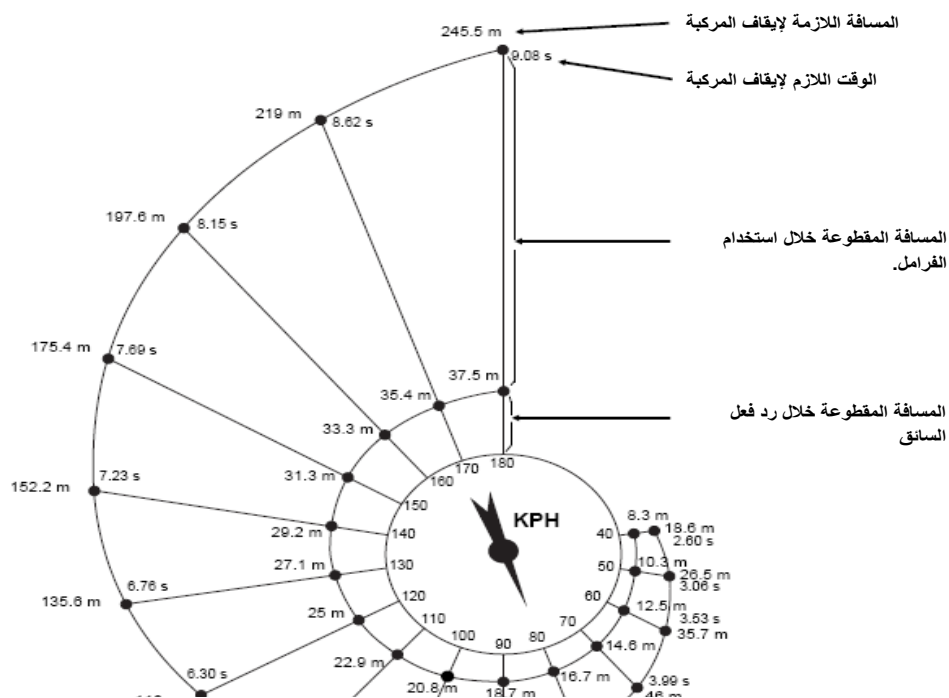 المسافة اللازمة لإيقاف المركبة
245.5 m
9.08 s
الوقت اللازم لإيقاف المركبة
219 m
8.62 s
197.6 m
8.15 s
المسافة المقطوعة خلال استخدام
الفرامل.
175.4 m
7.69 s
37.5 m
35.4 m
المسافة المقطوعة خلال رد فعل
السائق
33.3 m
180
170
160
31.3 m
7.23 s
152.2 m
150
KPH
8.3 m
18.6 m
2.60 s
29.2 m
140
40
27.1 m
130
50
10.3 m
26.5 m
3.06 s
6.76 s
135.6 m
120
60
12.5 m
3.53 s
35.7 m
25 m
110
70
100
90
80
14.6 m
22.9 m
6.30 s
20.8 m
18.7 m
16.7 m
3.99 s
46 m